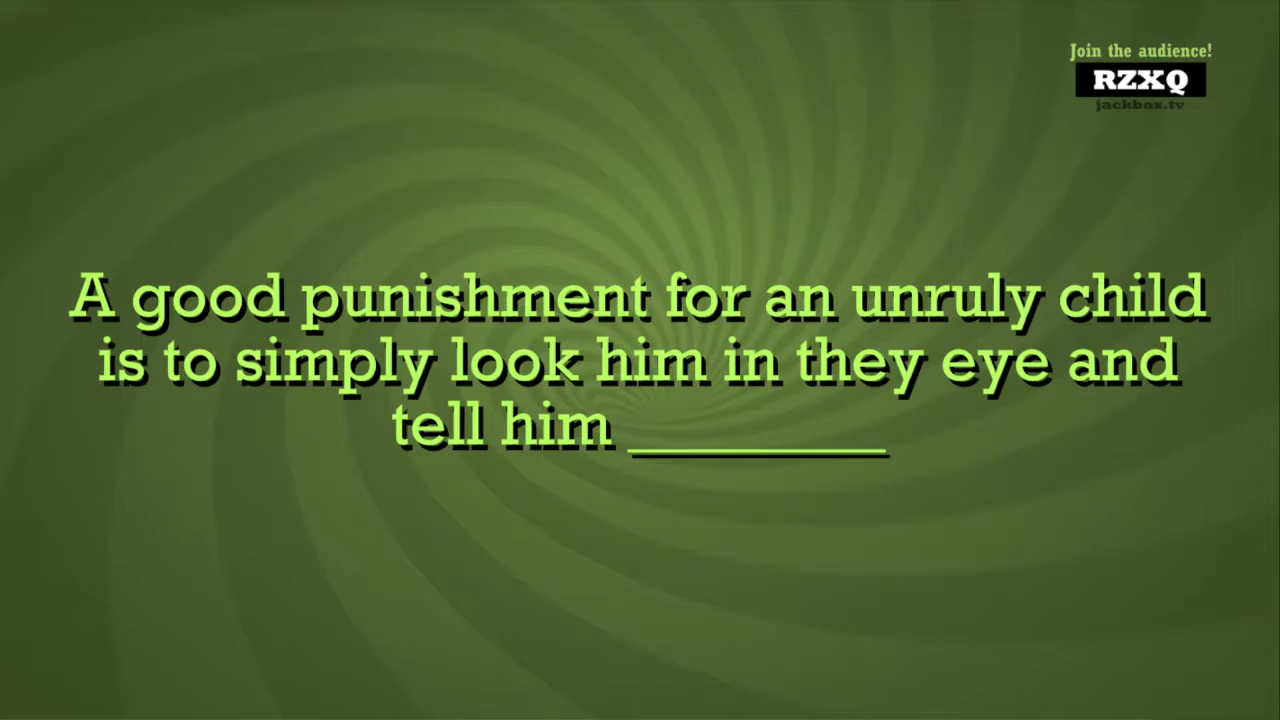 Join the audience!
RZXQ
jackbox.tv
A good punishment for an unruly child
is to simply look him in they eye and
tell him ________